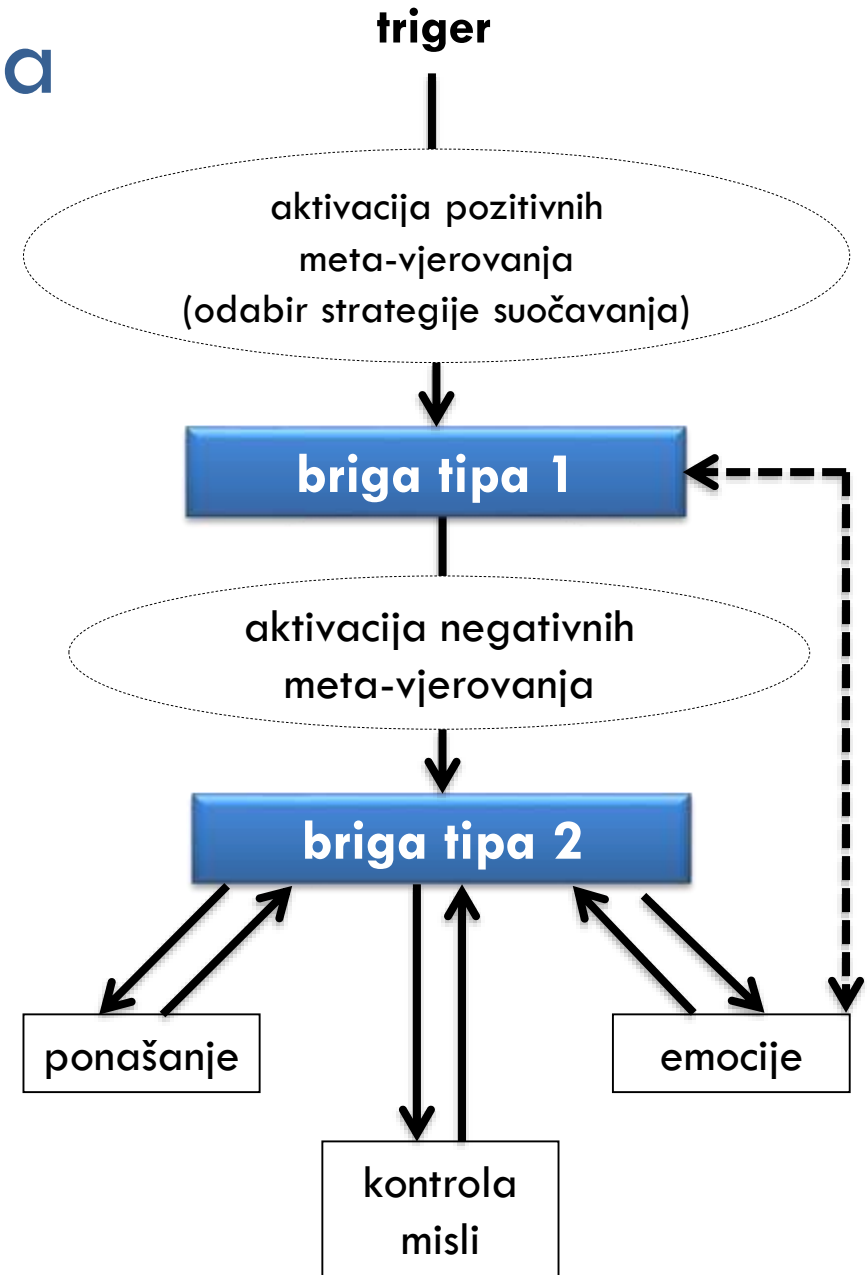 a
triger
aktivacija pozitivnih
meta-vjerovanja
(odabir strategije suočavanja)
briga tipa 1
aktivacija negativnih
meta-vjerovanja
briga tipa 2
ponašanje
emocije
kontrola
misli